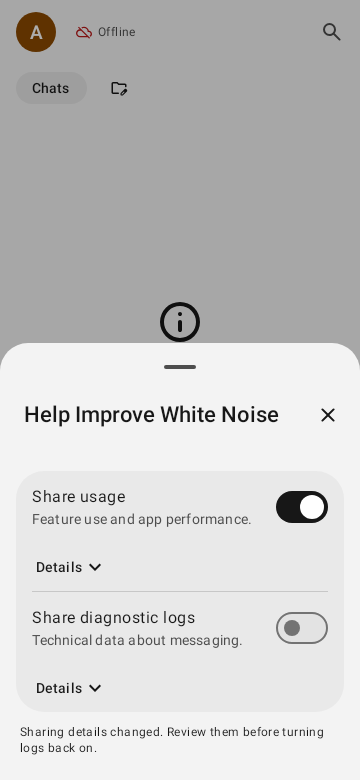 A
Offline
Chats
Help Improve White Noise
Share usage
Feature use and app performance.
Details
Share diagnostic logs
Technical data about messaging.
Details
Sharing details changed. Review them before turning
logs back on.